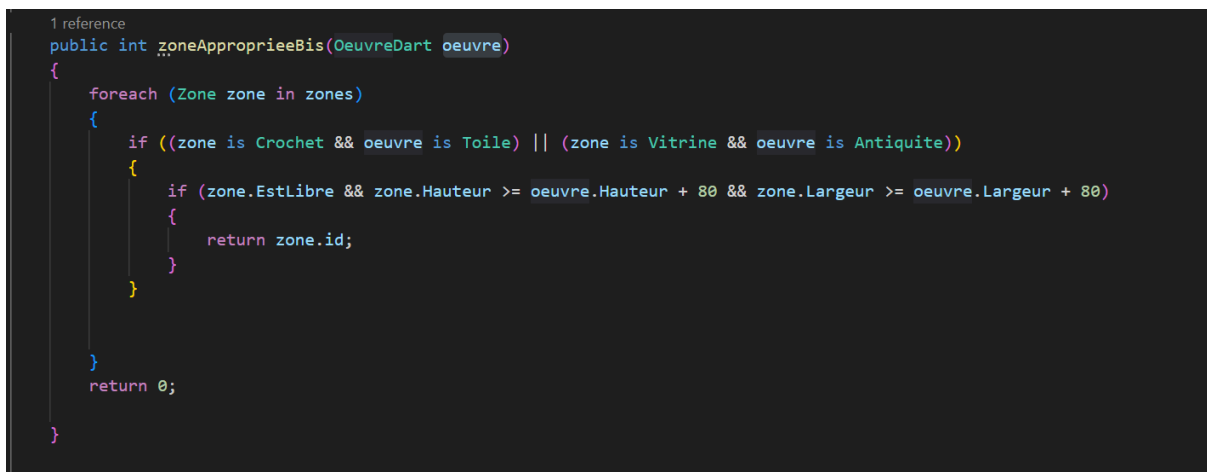 1 reference
public int zoneApproprieeBis(OeuvreDart oeuvre)
{
foreach (Zone zone in zones)
{
if ((zone is Crochet && oeuvre is Toile) || (zone is Vitrine && oeuvre is Antiquite))
{
if (zone.EstLibre && zone.Hauteur >= oeuvre.Hauteur + 80 && zone.Largeur >= oeuvre.Largeur + 80)
{
return zone.id;
}
}
}
return 0;
}